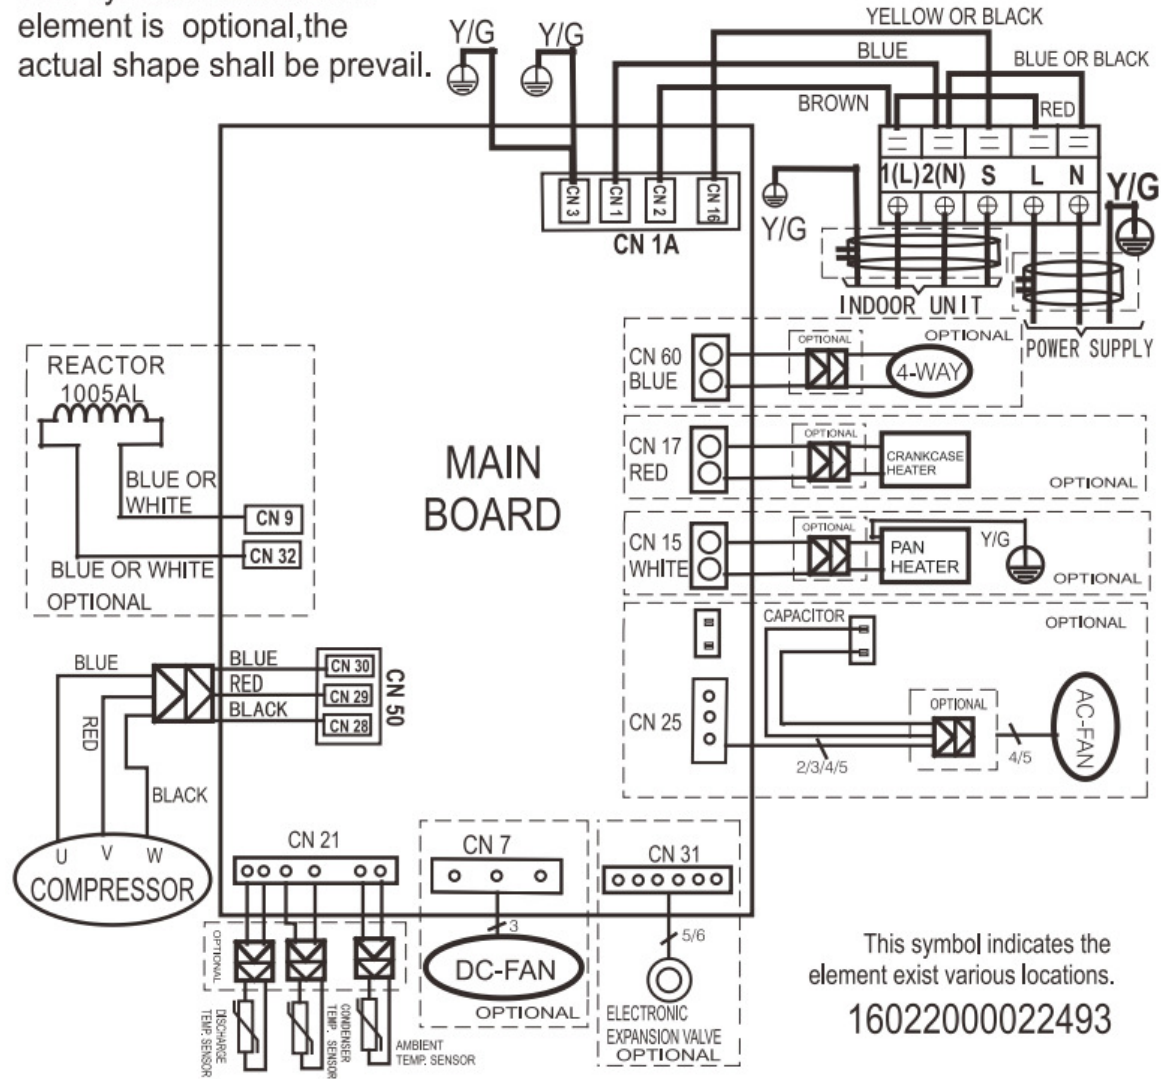 element is optional,the
actual shape shall be prevail.
Y/G
Y/G
YELLOW OR BLACK
BLUE
BLUE OR BLACK
BROWN
RED
1(L) 2(N) S L N
Y/G
Y/G
CN 3
CN 1
CN 2
CN 16
CN 1A
INDOOR UNIT
POWER SUPPLY
REACTOR
1005AL
BLUE OR
WHITE
CN 9
CN 32
BLUE OR WHITE
OPTIONAL
MAIN
BOARD
CN 60
BLUE
OPTIONAL
4-WAY
OPTIONAL
CN 17
RED
OPTIONAL
CRANKCASE
HEATER
OPTIONAL
CN 15
WHITE
OPTIONAL
PAN
HEATER
Y/G
OPTIONAL
CAPACITOR
OPTIONAL
CN 25
2/3/4/5
OPTIONAL
4/5
AC-FAN
BLUE
RED
BLACK
BLUE
RED
BLACK
CN 30
CN 29
CN 28
CN 50
U V W
COMPRESSOR
CN 21
OPTIONAL
DISCHARGE
TEMP. SENSOR
CONDENSER
TEMP. SENSOR
AMBIENT
TEMP. SENSOR
CN 7
3
DC-FAN
OPTIONAL
CN 31
5/6
ELECTRONIC
EXPANSION VALVE
OPTIONAL
This symbol indicates the
element exist various locations.
16022000022493